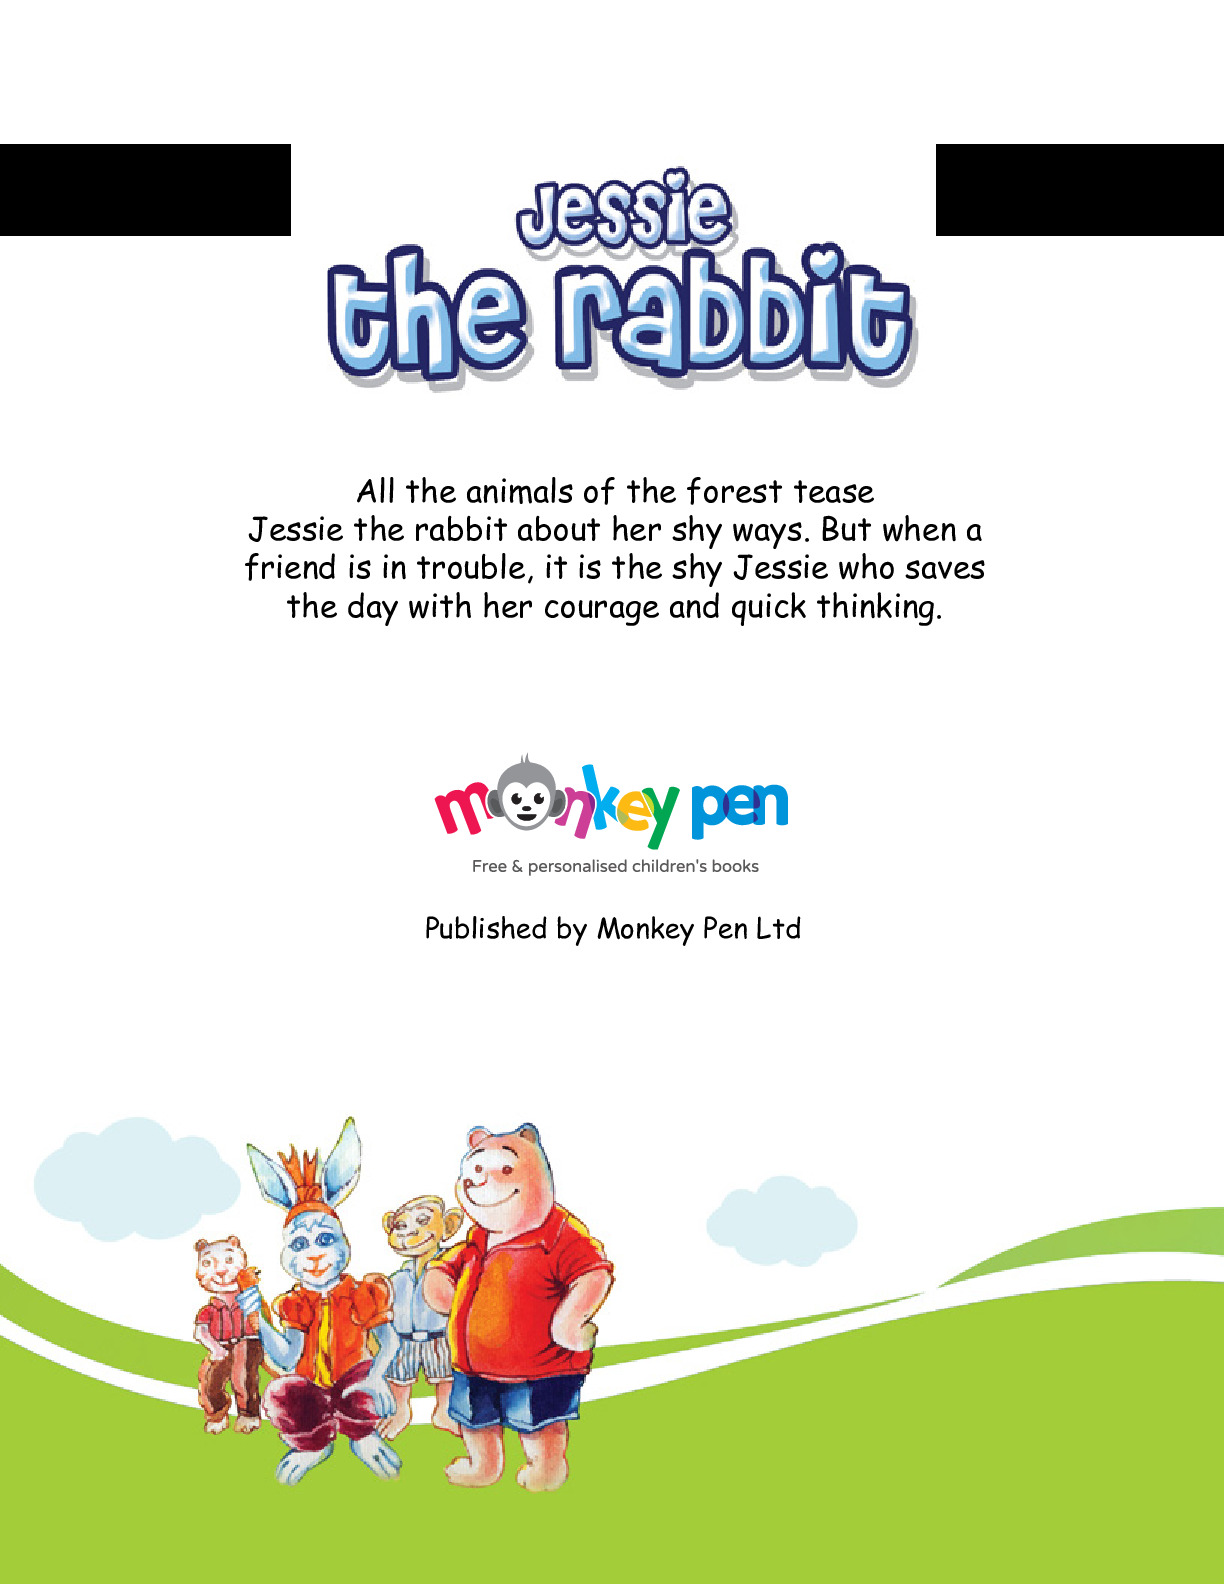 Jessie
the rabbit
All the animals of the forest tease
Jessie the rabbit about her shy ways. But when a
friend is in trouble, it is the shy Jessie who saves
the day with her courage and quick thinking.
monkey pen
Free & personalised children's books
Published by Monkey Pen Ltd